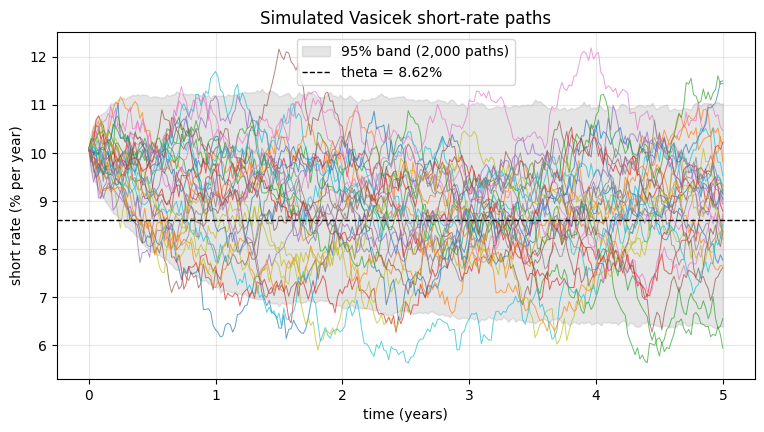 Simulated Vasicek short-rate paths
95% band (2,000 paths)
theta = 8.62%
short rate (% per year)
12
11
10
9
8
7
6
0
1
2
3
4
5
time (years)